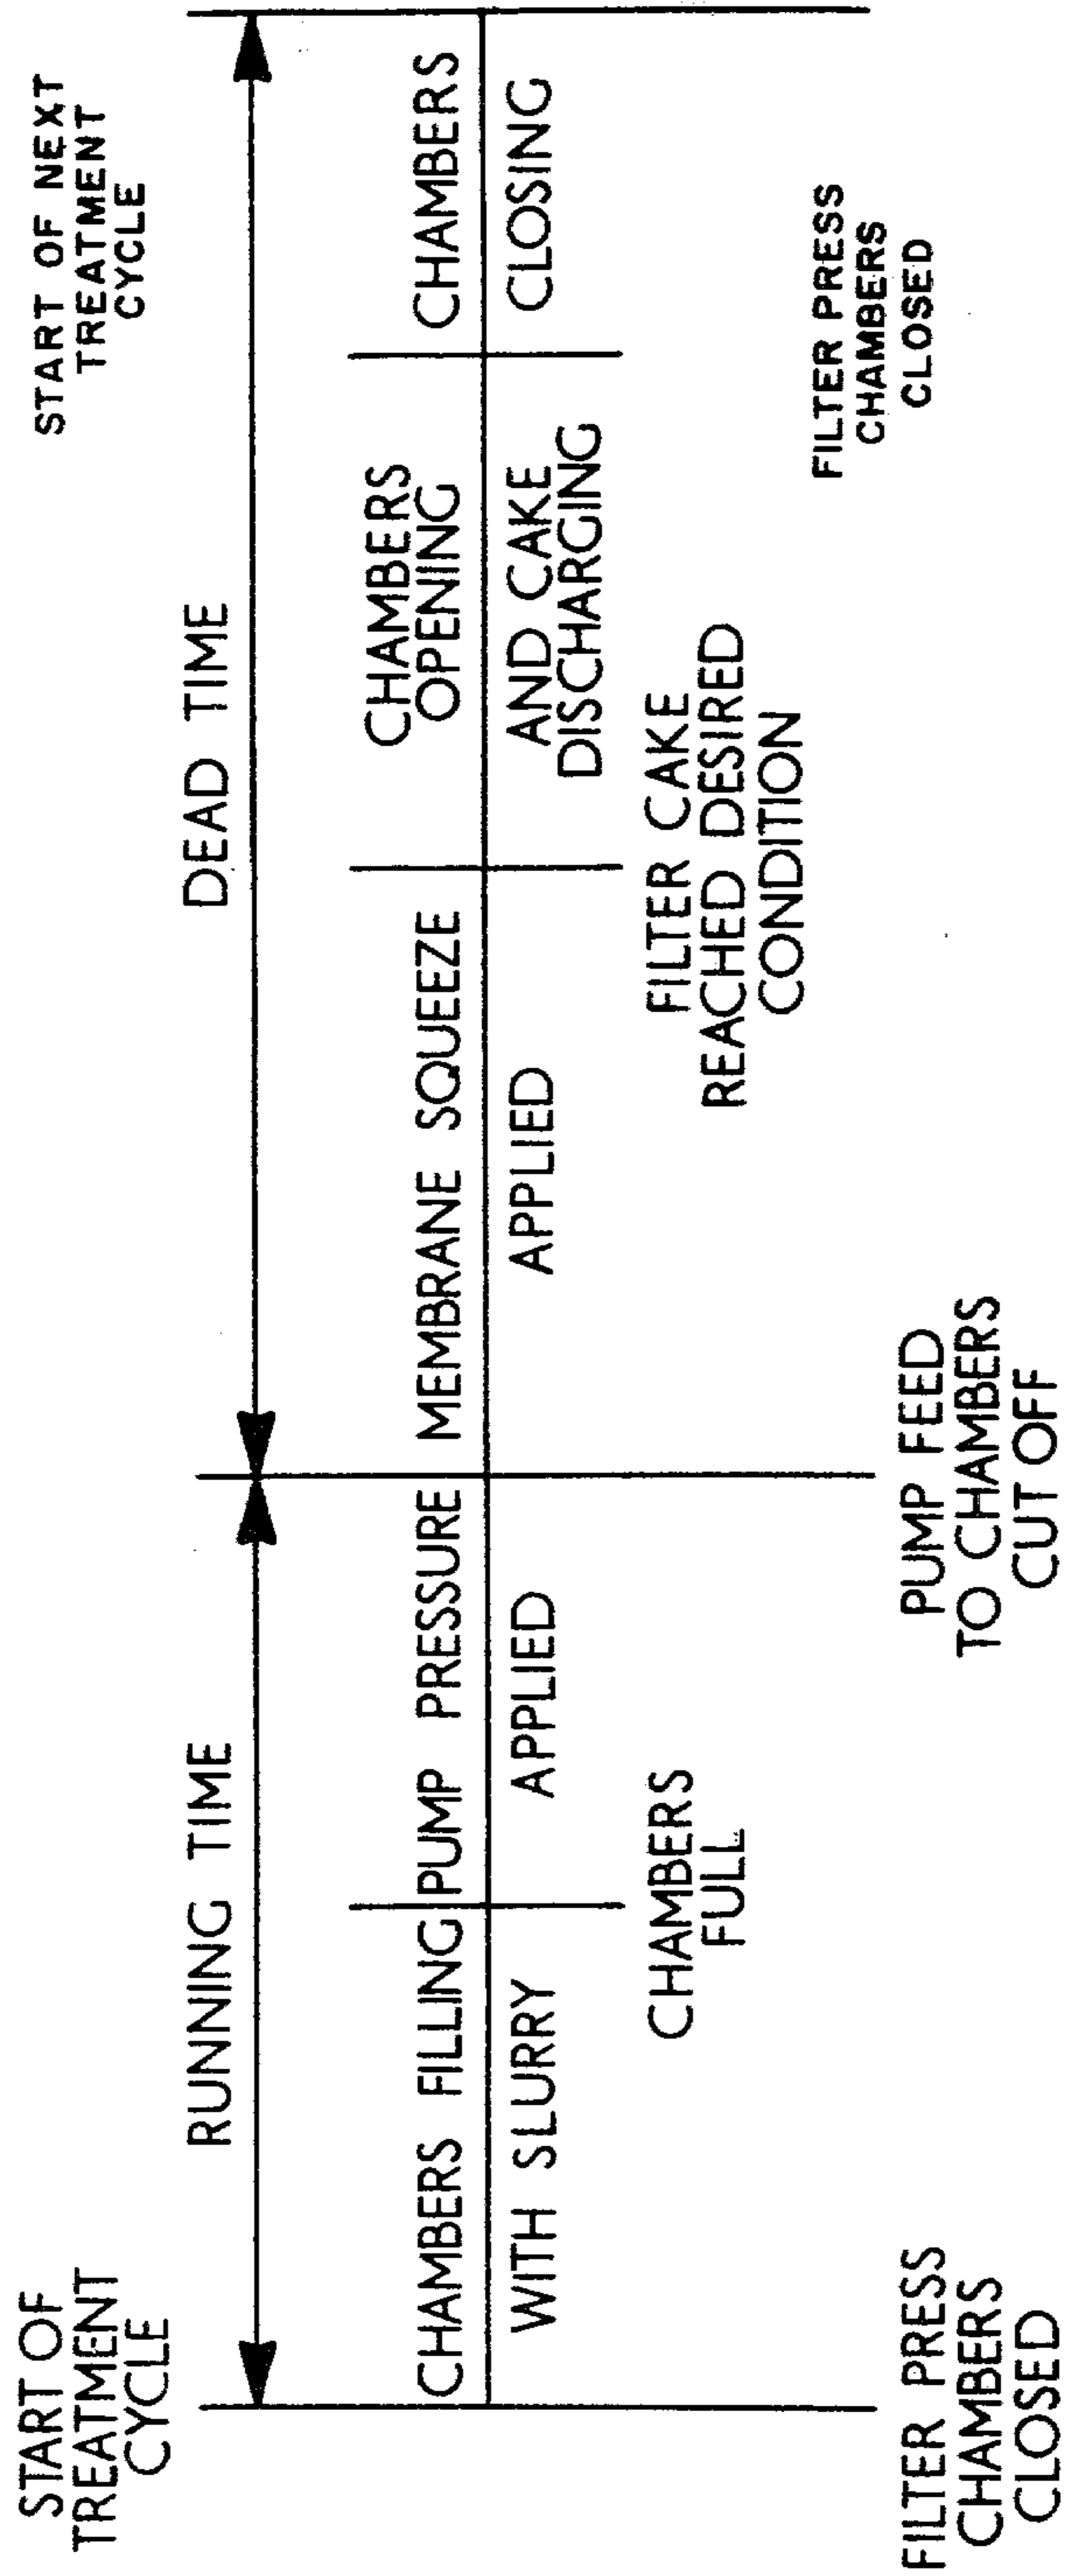 START OF
TREATMENT
CYCLE
START OF NEXT
TREATMENT
CYCLE
RUNNING TIME
DEAD TIME
CHAMBERS FILLING
WITH SLURRY
PUMP PRESSURE
APPLIED
MEMBRANE SQUEEZE
APPLIED
CHAMBERS
OPENING
AND CAKE
DISCHARGING
CHAMBERS
CLOSING
CHAMBERS
FULL
FILTER CAKE
REACHED DESIRED
CONDITION
FILTER PRESS
CHAMBERS
CLOSED
PUMP FEED
TO CHAMBERS
CUT OFF
FILTER PRESS
CHAMBERS
CLOSED